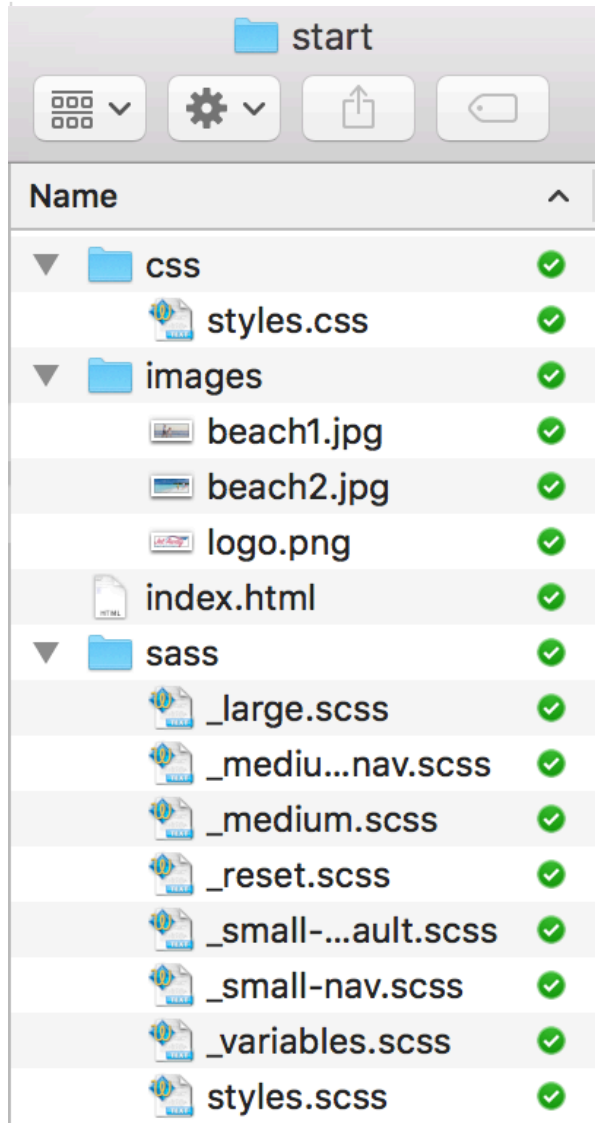 start
Name
css
styles.css
images
beach1.jpg
beach2.jpg
logo.png
index.html
sass
_large.scss
_mediu...nav.scss
_medium.scss
_reset.scss
_small-...ault.scss
_small-nav.scss
_variables.scss
styles.scss